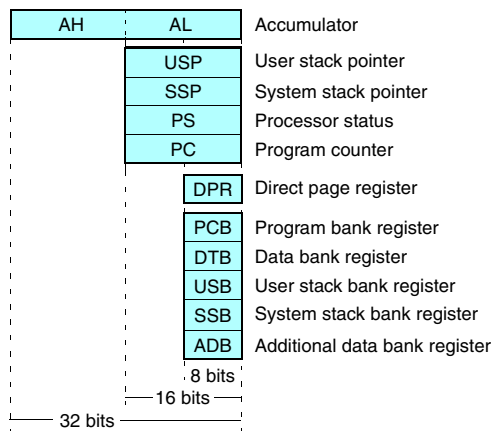 AH AL Accumulator
USP User stack pointer
SSP System stack pointer
PS Processor status
PC Program counter
DPR Direct page register
PCB Program bank register
DTB Data bank register
USB User stack bank register
SSB System stack bank register
ADB Additional data bank register
8 bits
16 bits
32 bits